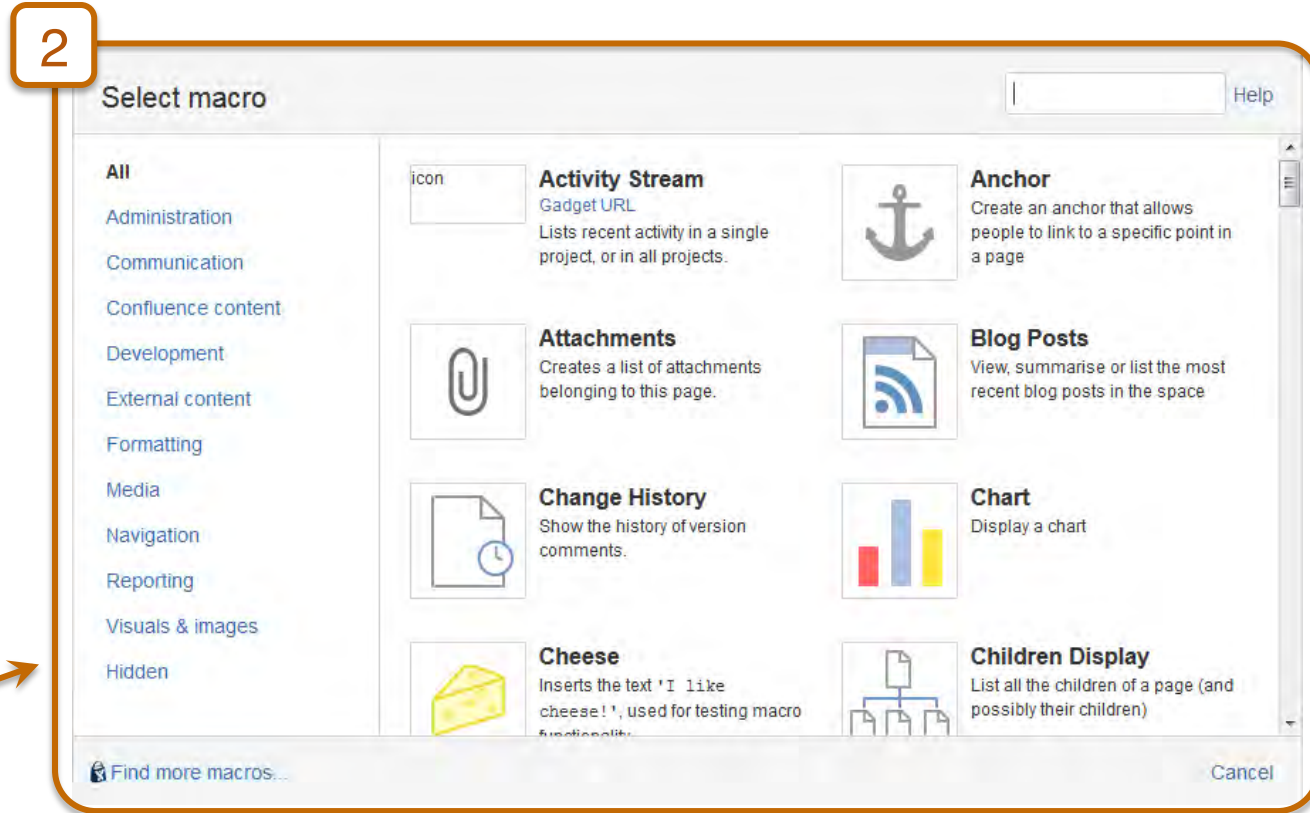 2
Select macro
Help
All
Administration
Communication
Confluence content
Development
External content
Formatting
Media
Navigation
Reporting
Visuals & images
Hidden
icon
Activity Stream
Gadget URL
Lists recent activity in a single
project, or in all projects.
Anchor
Create an anchor that allows
people to link to a specific point in
a page
Attachments
Creates a list of attachments
belonging to this page.
Blog Posts
View, summarise or list the most
recent blog posts in the space
Change History
Show the history of version
comments.
Chart
Display a chart
Cheese
Inserts the text 'I like
cheese!', used for testing macro
functionality.
Children Display
List all the children of a page (and
possibly their children)
Find more macros...
Cancel